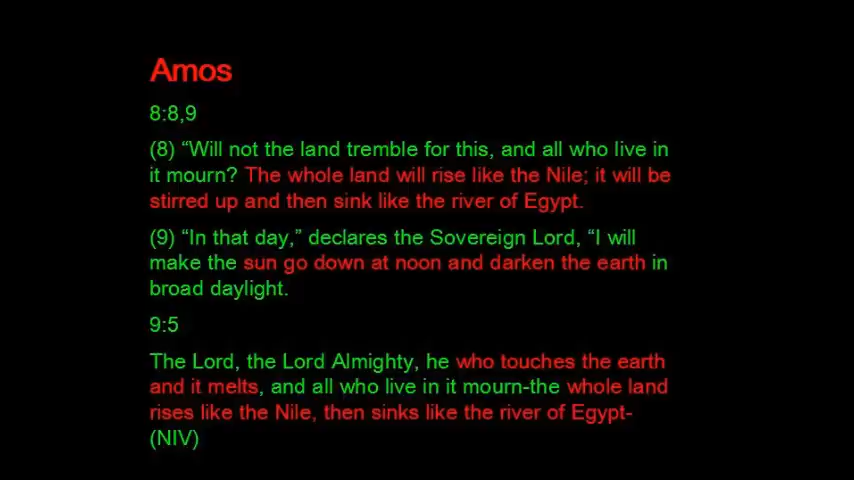 Amos
8:8,9
(8) “Will not the land tremble for this, and all who live in
it mourn? The whole land will rise like the Nile; it will be
stirred up and then sink like the river of Egypt.
(9) “In that day,” declares the Sovereign Lord, “I will
make the sun go down at noon and darken the earth in
broad daylight.
9:5
The Lord, the Lord Almighty, he who touches the earth
and it melts, and all who live in it mourn-the whole land
rises like the Nile, then sinks like the river of Egypt-
(NIV)